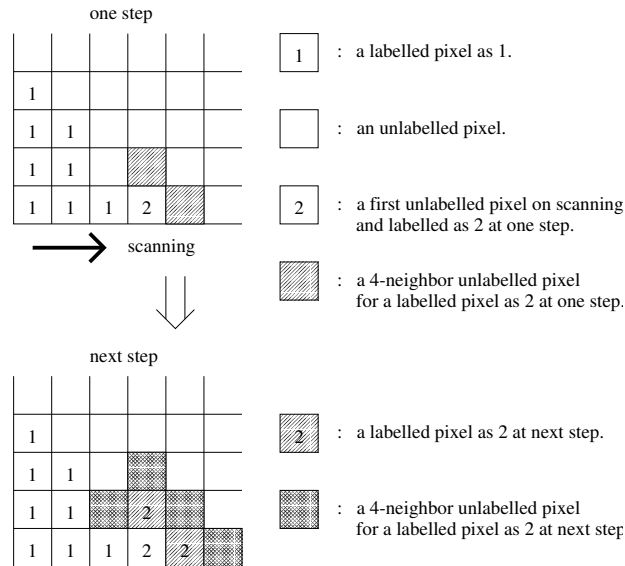 one step
1
1 1
1 1
1 1 1 2
scanning
1 : a labelled pixel as 1.
: an unlabelled pixel.
2 : a first unlabelled pixel on scanning
and labelled as 2 at one step.
: a 4-neighbor unlabelled pixel
for a labelled pixel as 2 at one step.
next step
1
1 1
1 1 2
1 1 1 2 2
2 : a labelled pixel as 2 at next step.
: a 4-neighbor unlabelled pixel
for a labelled pixel as 2 at next step